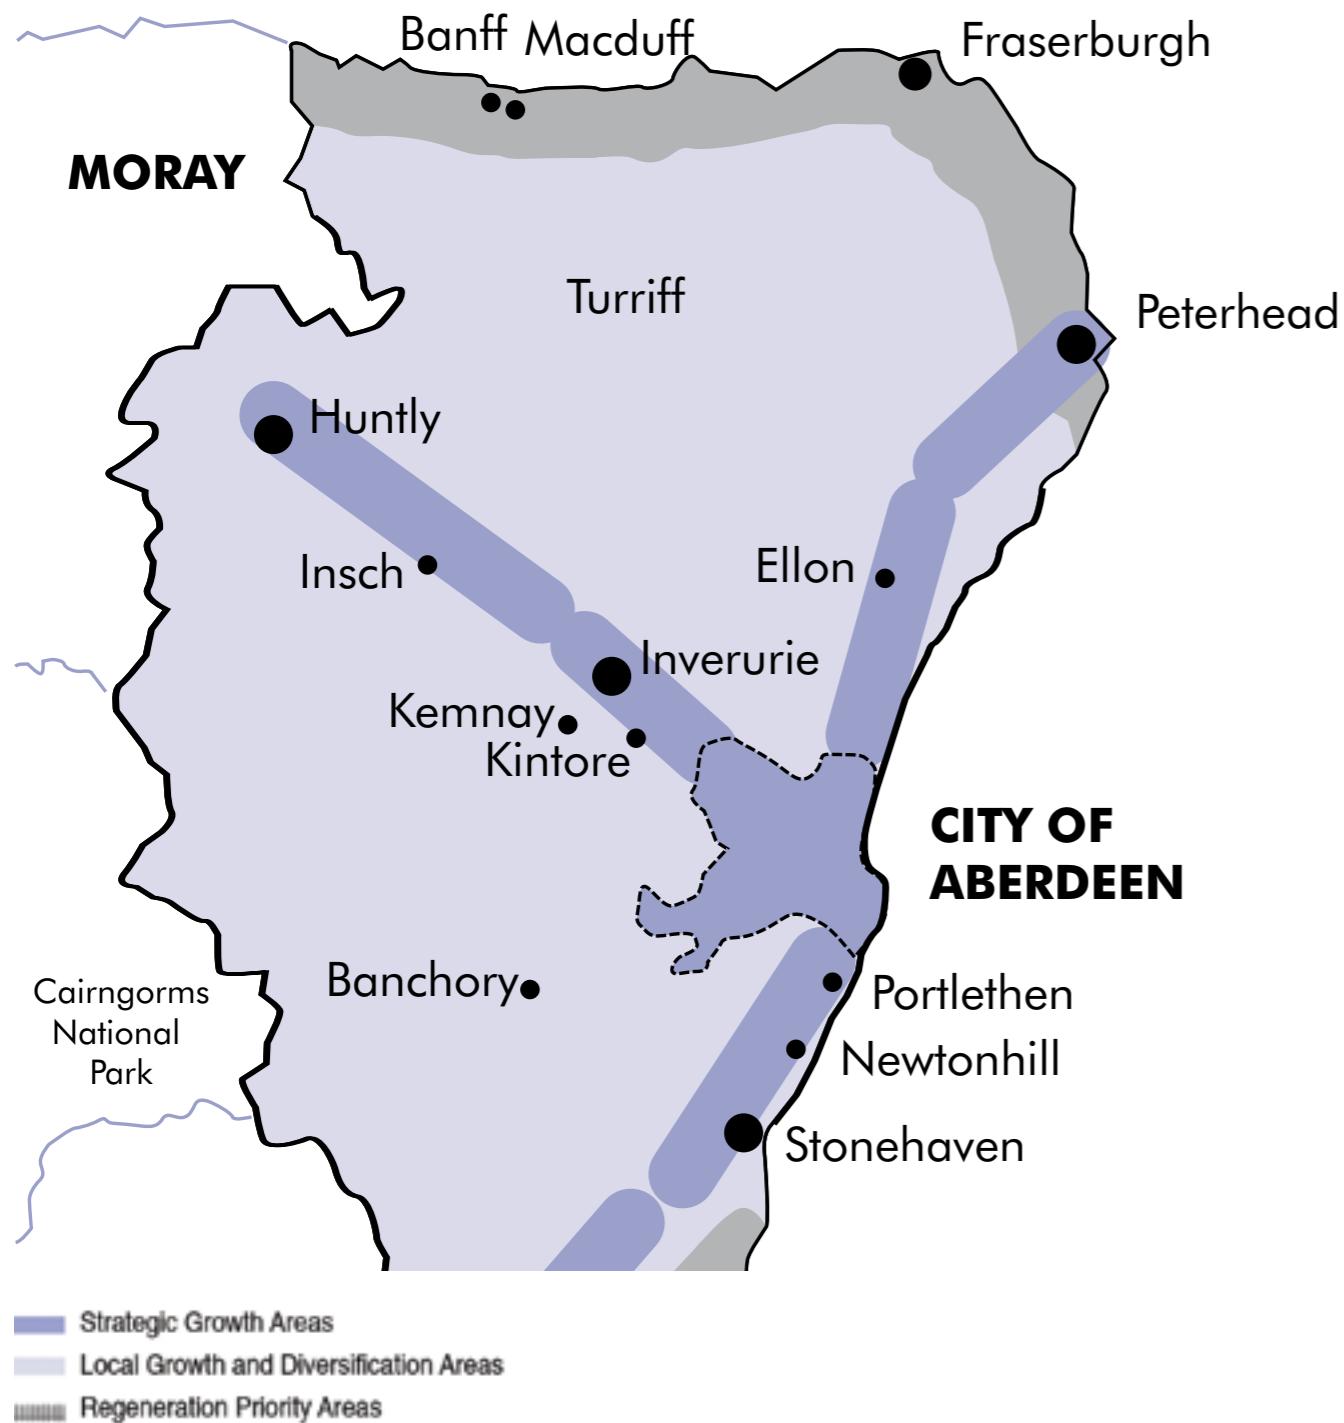 Banff Macduff
Fraserburgh
MORAY
Turriff
Peterhead
Huntly
Insch
Ellon
Inverurie
Kemnay
Kintore
CITY OF
ABERDEEN
Banchory
Cairngorms
National
Park
Portlethen
Newtonhill
Stonehaven
Strategic Growth Areas
Local Growth and Diversification Areas
Regeneration Priority Areas